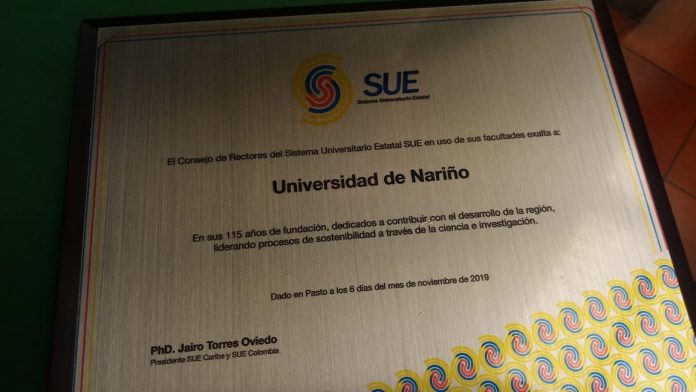 SUE
Sistema Universitario Estatal
El Consejo de Rectores del Sistema Universitario Estatal SUE en uso de sus facultades exalta a:
Universidad de Nariño
En sus 115 años de fundación, dedicados a contribuir con el desarrollo de la región,
liderando procesos de sostenibilidad a través de la ciencia e investigación.
Dado en Pasto a los 6 días del mes de noviembre de 2019
PhD. Jairo Torres Oviedo
Presidente SUE Caribe y SUE Colombia